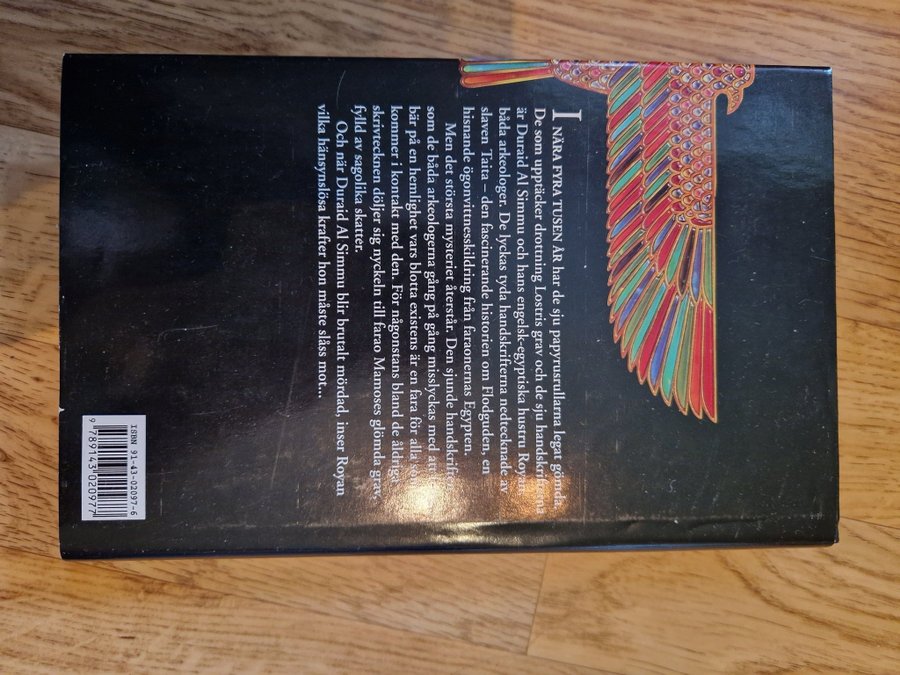 I NÄRA FYRA TUSEN ÅR har de sju papyrusrullarna legat gömda.
De som upptäcker drottning Lostris grav och de sju handskrifterna
är Duraid Al Simmu och hans engelsk-egyptiska hustru Royan,
båda arkeologer. De lyckas tyda handskrifterna nedtecknade av
slaven Taita – den fascinerande historien om Flodguden, en
hisnande ögonvittnesskildring från faraonernas Egypten.
Men det största mysteriet återstår. Den sjunde handskriften
som de båda arkeologerna gång på gång misslyckas med att
bär på en hemlighet vars blotta existens är en fara för alla som
kommer i kontakt med den. För någonstans bland de åldriga
skrivtecknen döljer sig nyckeln till farao Mamoses glömda grav,
fylld av sagolika skatter.
Och när Duraid Al Simmu blir brutalt mördad, inser Royan
vilka hänsynslösa krafter hon måste slåss mot...
ISBN 91-43-02097-6
9 789143 020977